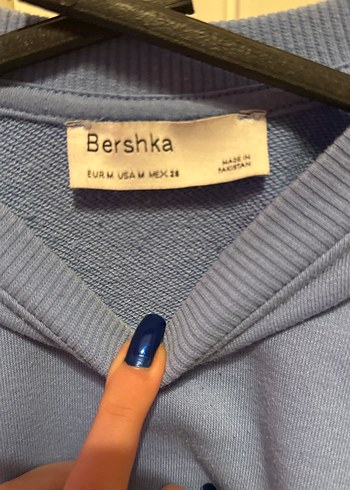 Bershka
EUR M USA M MEX 28
MADE IN
PAKISTAN